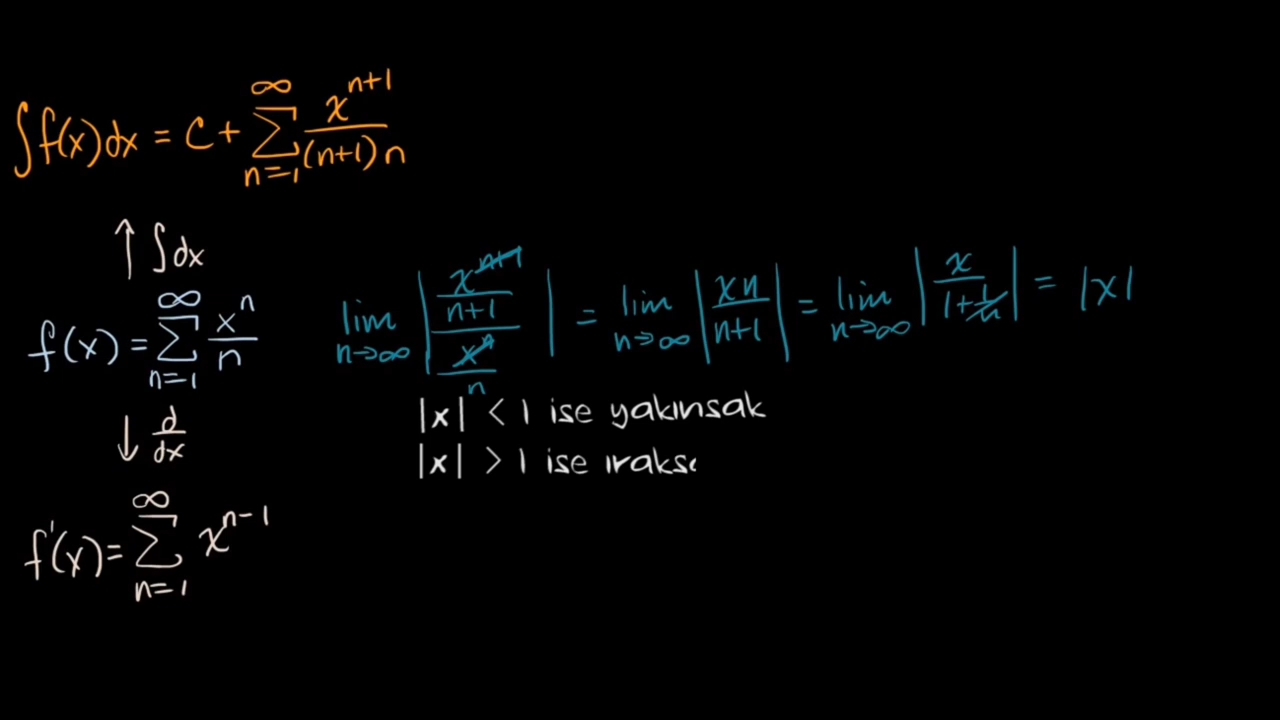 ∫f(x)dx = C + ∑_{n=1}^{∞} x^{n+1}/((n+1)n)
↑ ∫dx
f(x) = ∑_{n=1}^{∞} x^n/n
↓ d/dx
f'(x) = ∑_{n=1}^{∞} x^{n-1}
lim_{n→∞} |(x^{n+1}/(n+1))/(x^n/n)| = lim_{n→∞} |xn/(n+1)| = lim_{n→∞} |x/(1+1/n)| = |x|
|x| < 1 ise yakınsak
|x| > 1 ise ıraksa